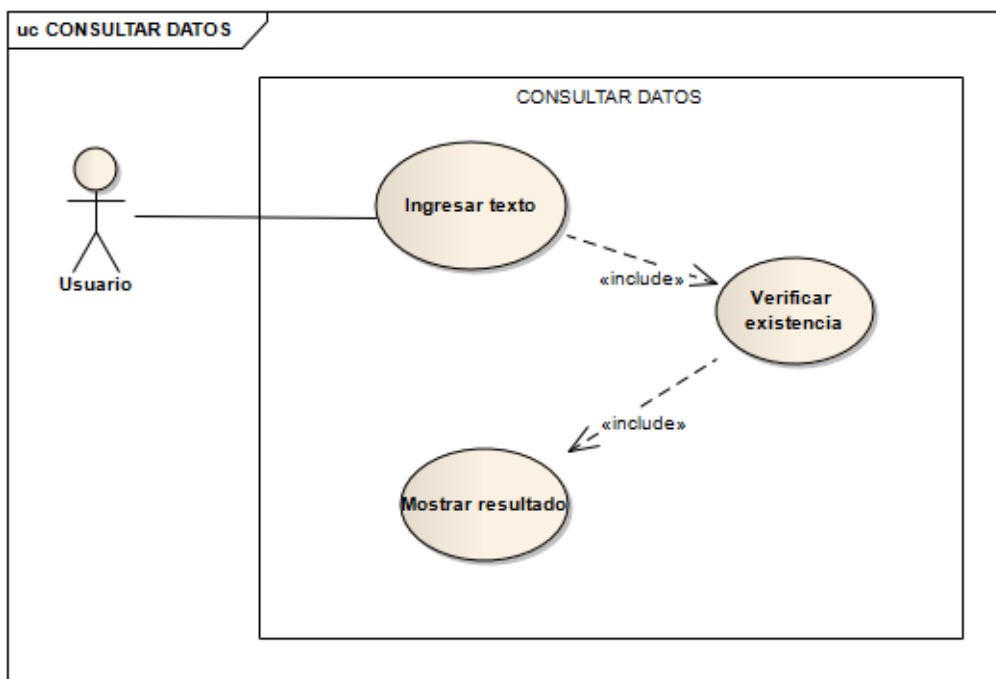 uc CONSULTAR DATOS
CONSULTAR DATOS
Ingresar texto
Usuario
«include»
Verificar
existencia
«include»
Mostrar resultado